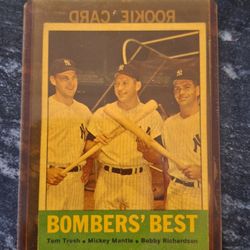 ROOKIE CARD
BOMBERS' BEST
Tom Tresh • Mickey Mantle • Bobby Richardson